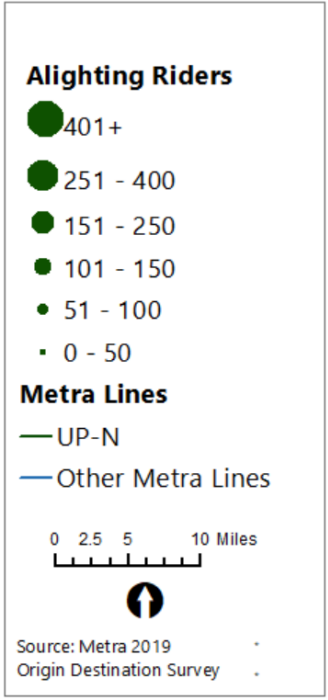 Alighting Riders
401+
251 - 400
151 - 250
101 - 150
51 - 100
0 - 50
Metra Lines
UP-N
Other Metra Lines
0 2.5 5 10 Miles
Source: Metra 2019
Origin Destination Survey